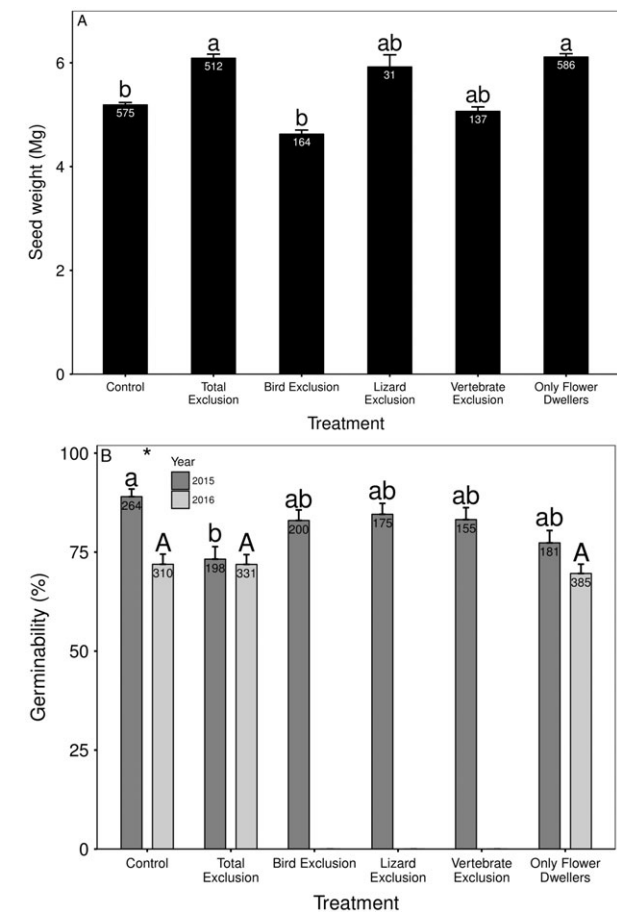 A
a
ab
a
6
512
31
586
b
ab
575
b
137
164
4
2
0
Seed weight (Mg)
Control
Total
Exclusion
Bird Exclusion
Lizard
Exclusion
Vertebrate
Exclusion
Only Flower
Dwellers
Treatment
B
*
Year
2015
2016
100
a
264
A
310
b
198
A
331
ab
200
ab
175
ab
155
ab
181
A
385
75
50
25
0
Germinability (%)
Control
Total
Exclusion
Bird Exclusion
Lizard
Exclusion
Vertebrate
Exclusion
Only Flower
Dwellers
Treatment